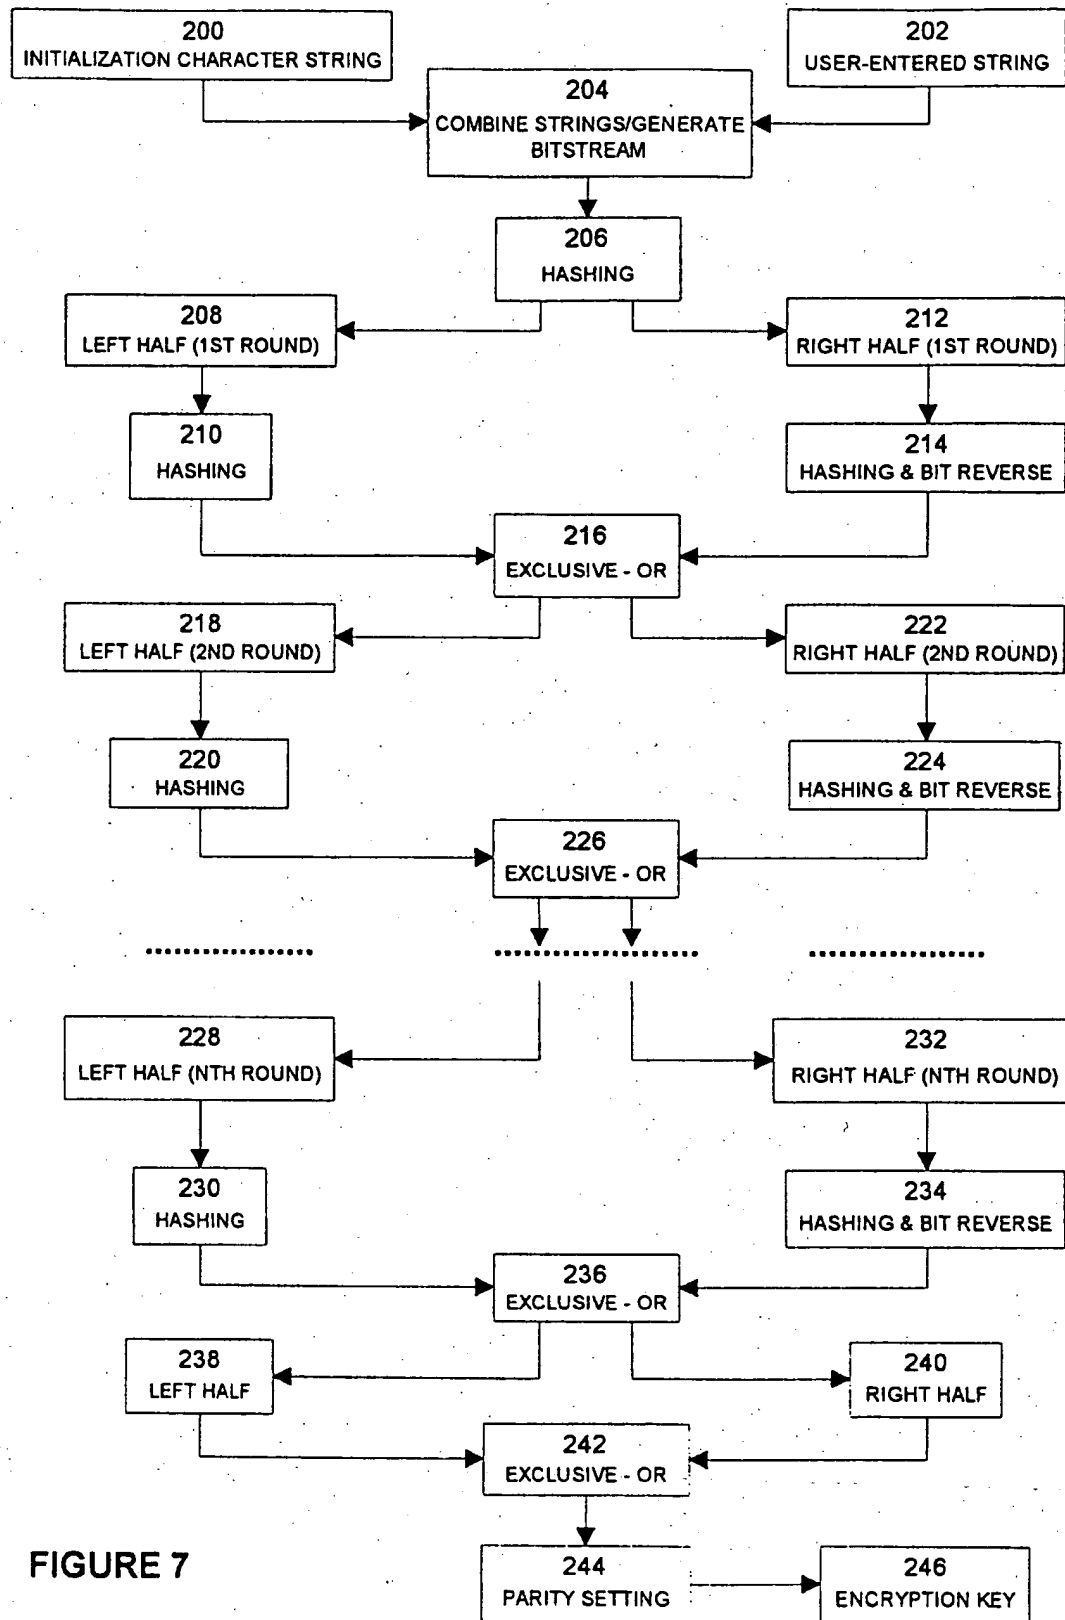 200
INITIALIZATION CHARACTER STRING
202
USER-ENTERED STRING
204
COMBINE STRINGS/GENERATE
BITSTREAM
206
HASHING
208
LEFT HALF (1ST ROUND)
212
RIGHT HALF (1ST ROUND)
210
HASHING
214
HASHING & BIT REVERSE
216
EXCLUSIVE - OR
218
LEFT HALF (2ND ROUND)
222
RIGHT HALF (2ND ROUND)
220
HASHING
224
HASHING & BIT REVERSE
226
EXCLUSIVE - OR
228
LEFT HALF (NTH ROUND)
232
RIGHT HALF (NTH ROUND)
230
HASHING
234
HASHING & BIT REVERSE
236
EXCLUSIVE - OR
238
LEFT HALF
240
RIGHT HALF
242
EXCLUSIVE - OR
244
PARITY SETTING
246
ENCRYPTION KEY
FIGURE 7